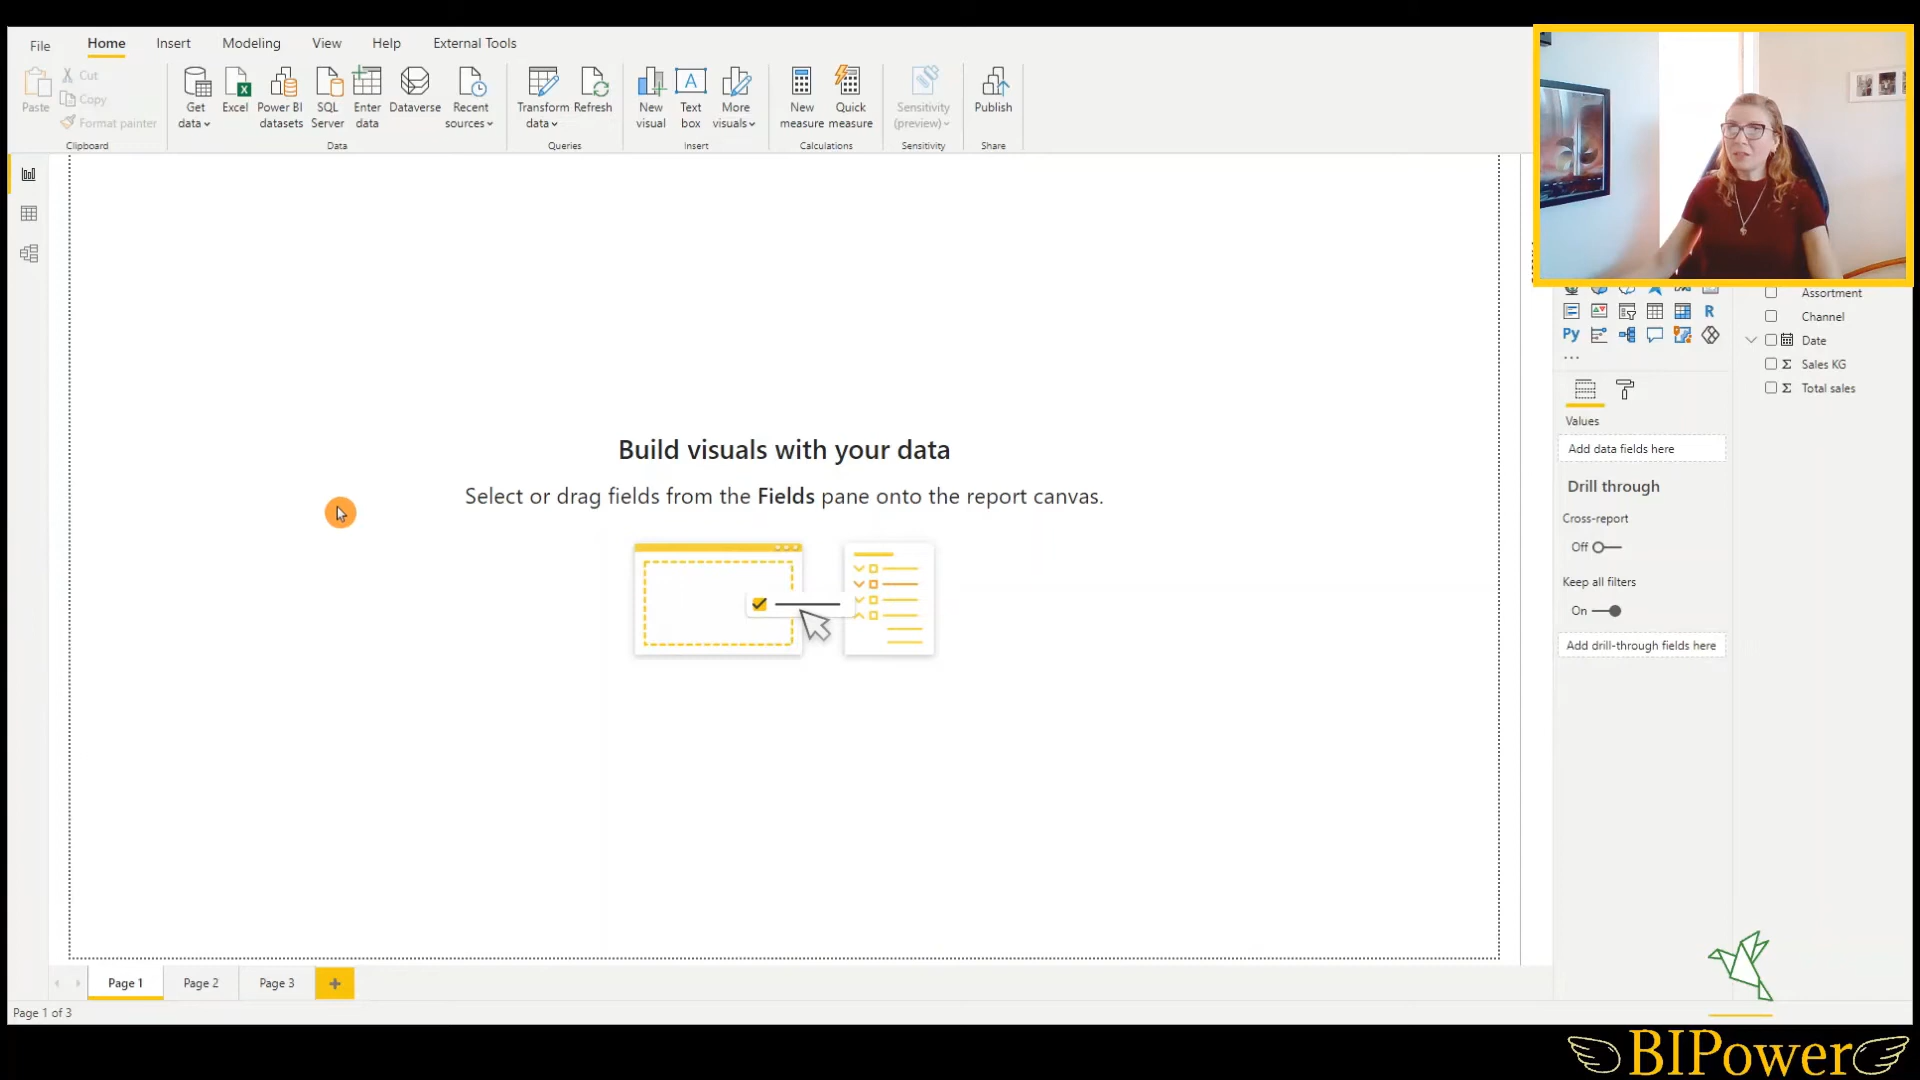 File Home Insert Modeling View Help External Tools
Paste
Cut
Copy
Format painter
Clipboard
Get data
Excel
Power BI datasets
SQL Server
Enter data
Dataverse
Recent sources
Data
Transform data
Refresh
Queries
New visual
Text box
More visuals
Insert
New measure
Quick measure
Calculations
Sensitivity (preview)
Sensitivity
Publish
Share
Build visuals with your data
Select or drag fields from the Fields pane onto the report canvas.
R
Py
Values
Add data fields here
Drill through
Cross-report
Off
Keep all filters
On
Add drill-through fields here
Assortment
Channel
Date
Σ Sales KG
Σ Total sales
Page 1 Page 2 Page 3 +
Page 1 of 3
BIPower